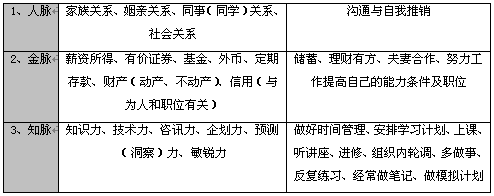 1、人脉
家族关系、姻亲关系、同事(同学)关系、
社会关系
沟通与自我推销
2、金脉
薪资所得、有价证券、基金、外币、定期
存款、财产(动产、不动产)、信用(与
为人和职位有关)
储蓄、理财有方、夫妻合作、努力工
作提高自己的能力条件及职位
3、知脉
知识力、技术力、咨讯力、企划力、预测
(洞察)力、敏锐力
做好时间管理、安排学习计划、上课、
听讲座、进修、组织内轮调、多做事、
反复练习、经常做笔记、做模拟计划